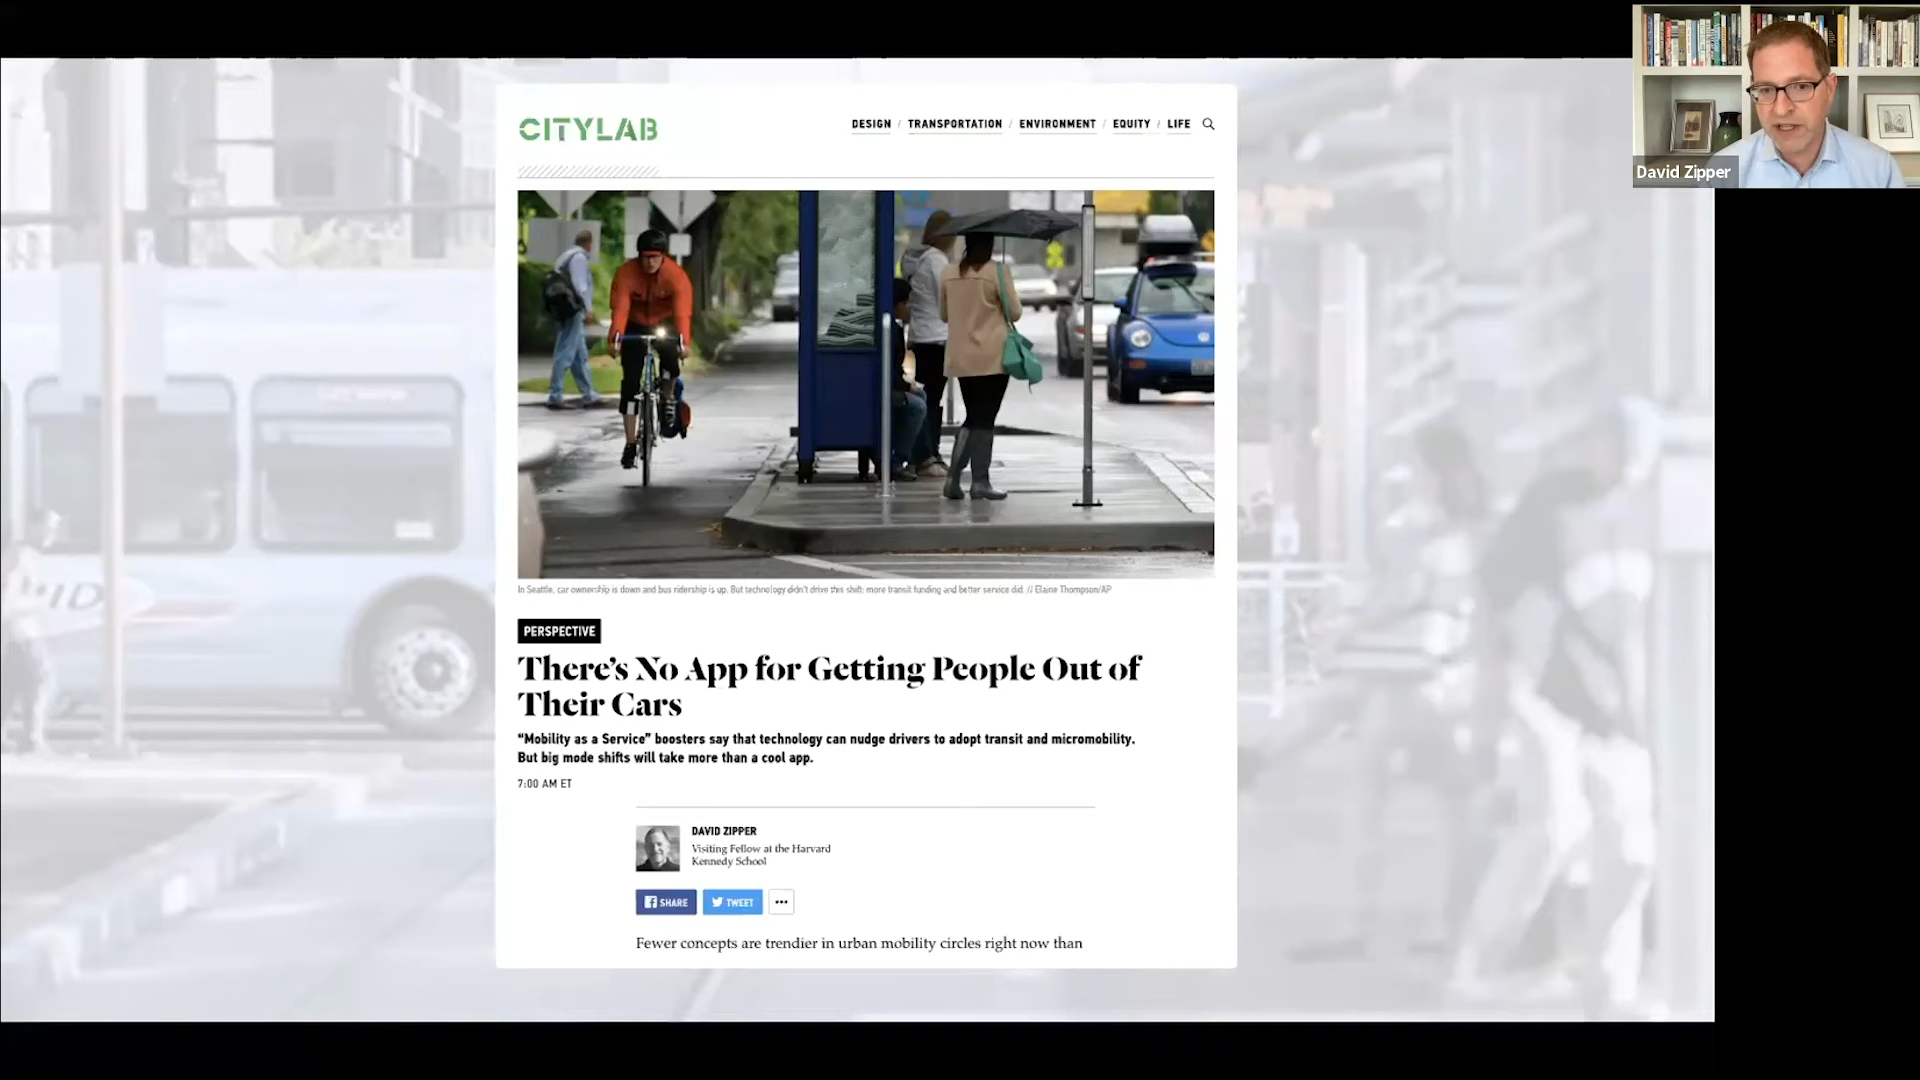 CITYLAB
DESIGN / TRANSPORTATION / ENVIRONMENT / EQUITY / LIFE
David Zipper
In Seattle, car ownership is down and bus ridership is up. But technology didn't drive this shift: more transit funding and better service did. // Elaine Thompson/AP
PERSPECTIVE
There's No App for Getting People Out of
Their Cars
“Mobility as a Service” boosters say that technology can nudge drivers to adopt transit and micromobility.
But big mode shifts will take more than a cool app.
7:00 AM ET
DAVID ZIPPER
Visiting Fellow at the Harvard
Kennedy School
SHARE
TWEET
Fewer concepts are trendier in urban mobility circles right now than